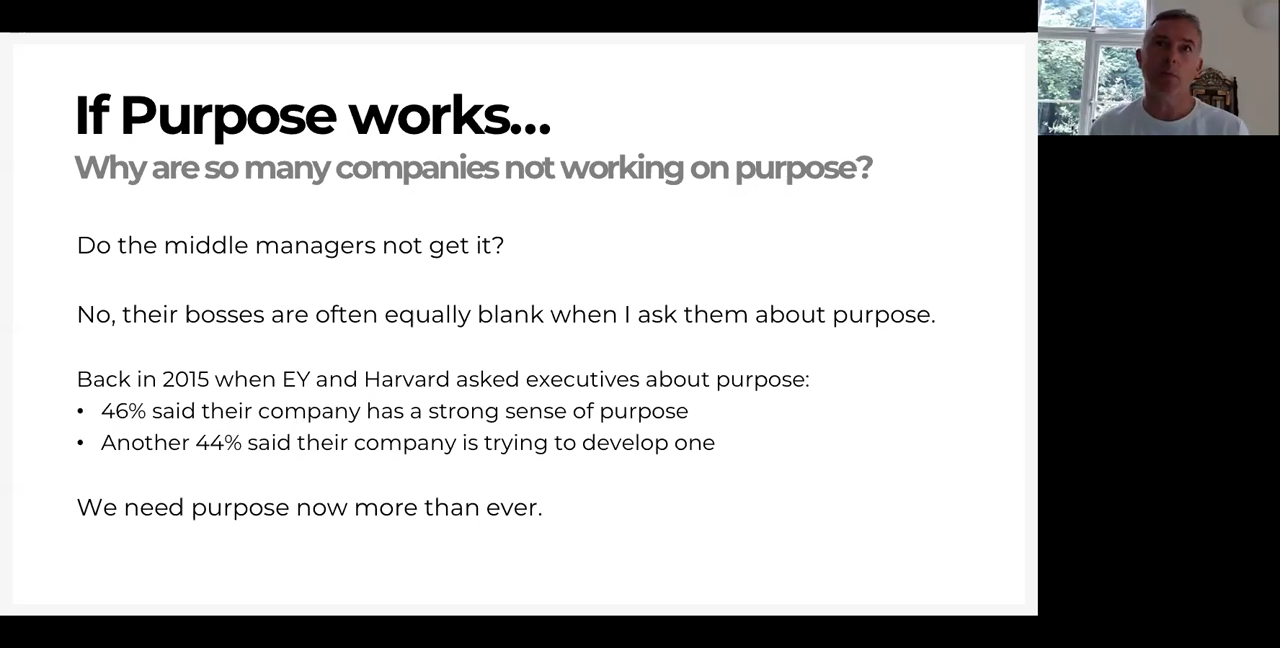 If Purpose works...
Why are so many companies not working on purpose?
Do the middle managers not get it?
No, their bosses are often equally blank when I ask them about purpose.
Back in 2015 when EY and Harvard asked executives about purpose:
• 46% said their company has a strong sense of purpose
• Another 44% said their company is trying to develop one
We need purpose now more than ever.